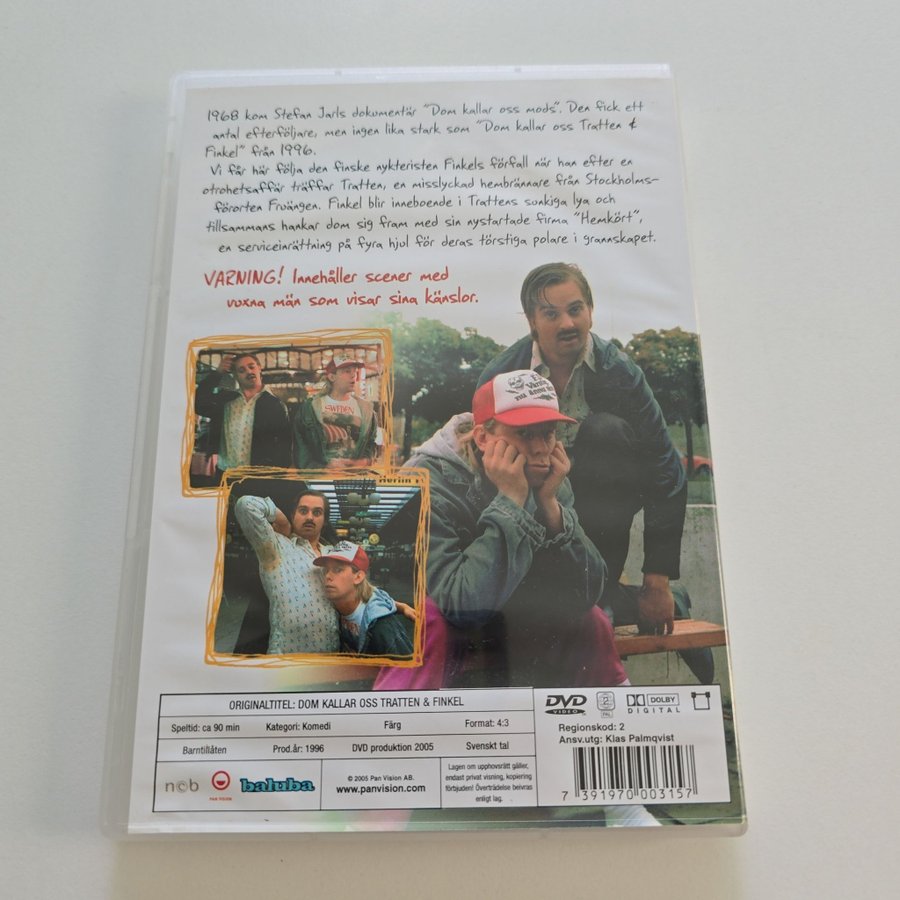 1968 kom Stefan Jarls dokumentär "Dom kallar oss mods". Den fick ett
antal efterföljare, men ingen lika stark som "Dom kallar oss Tratten &
Finkel" från 1996.
Vi får här följa den finske nykteristen Finkels förfall när han efter en
otrohetsaffär träffar Tratten, en misslyckad hembrännare från Stockholms-
förorten Fruängen. Finkel blir inneboende i Trattens sunkiga lya och
tillsammans hankar dom sig fram med sin nystartade firma "Hemkört",
en serviceinrättning på fyra hjul för deras törstiga polare i grannskapet.
VARNING! Innehåller scener med
vuxna män som visar sina känslor.
SWEDEN
ORIGINALTITEL: DOM KALLAR OSS TRATTEN & FINKEL
Speltid: ca 90 min Kategori: Komedi Färg Format: 4:3
Barntillåten Prod.år: 1996 DVD produktion 2005 Svenskt tal
ncb PAN VISION baluba
© 2005 Pan Vision AB.
www.panvision.com
Lagen om upphovsrätt gäller,
endast privat visning, kopiering
förbjuden! Överträdelse beivras
enligt lag.
DVD VIDEO 2 PAL DOLBY DIGITAL
Regionskod: 2
Ansv.utg: Klas Palmqvist
7 391970 003157